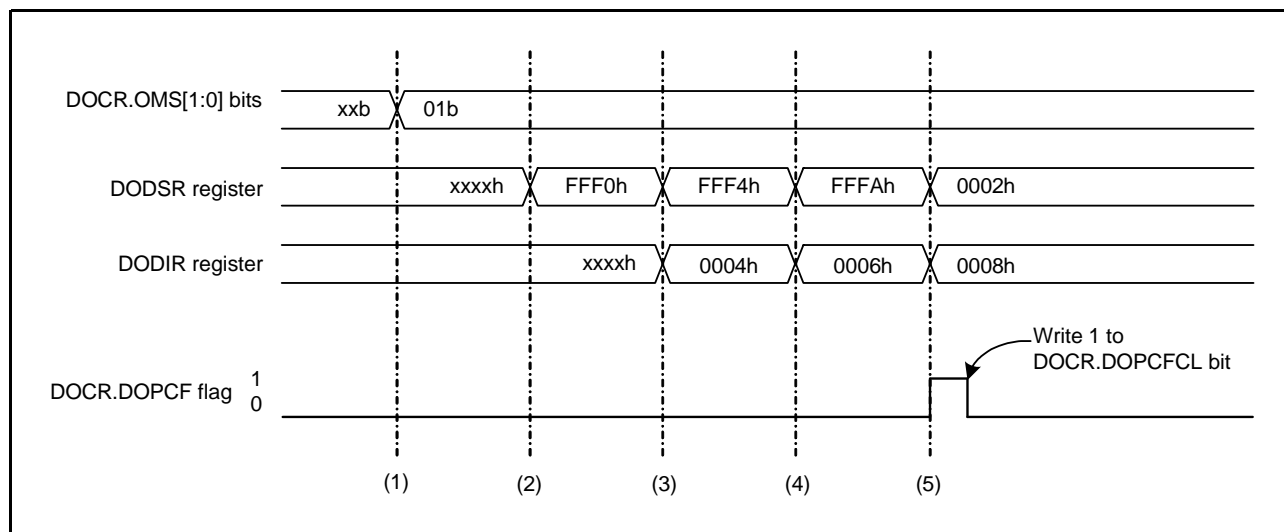 DOCR.OMS[1:0] bits
xxb 01b
DODSR register
xxxxh FFF0h FFF4h FFFAh 0002h
DODIR register
xxxxh 0004h 0006h 0008h
Write 1 to
DOCR.DOPCFCL bit
DOCR.DOPCF flag 1
0
(1) (2) (3) (4) (5)